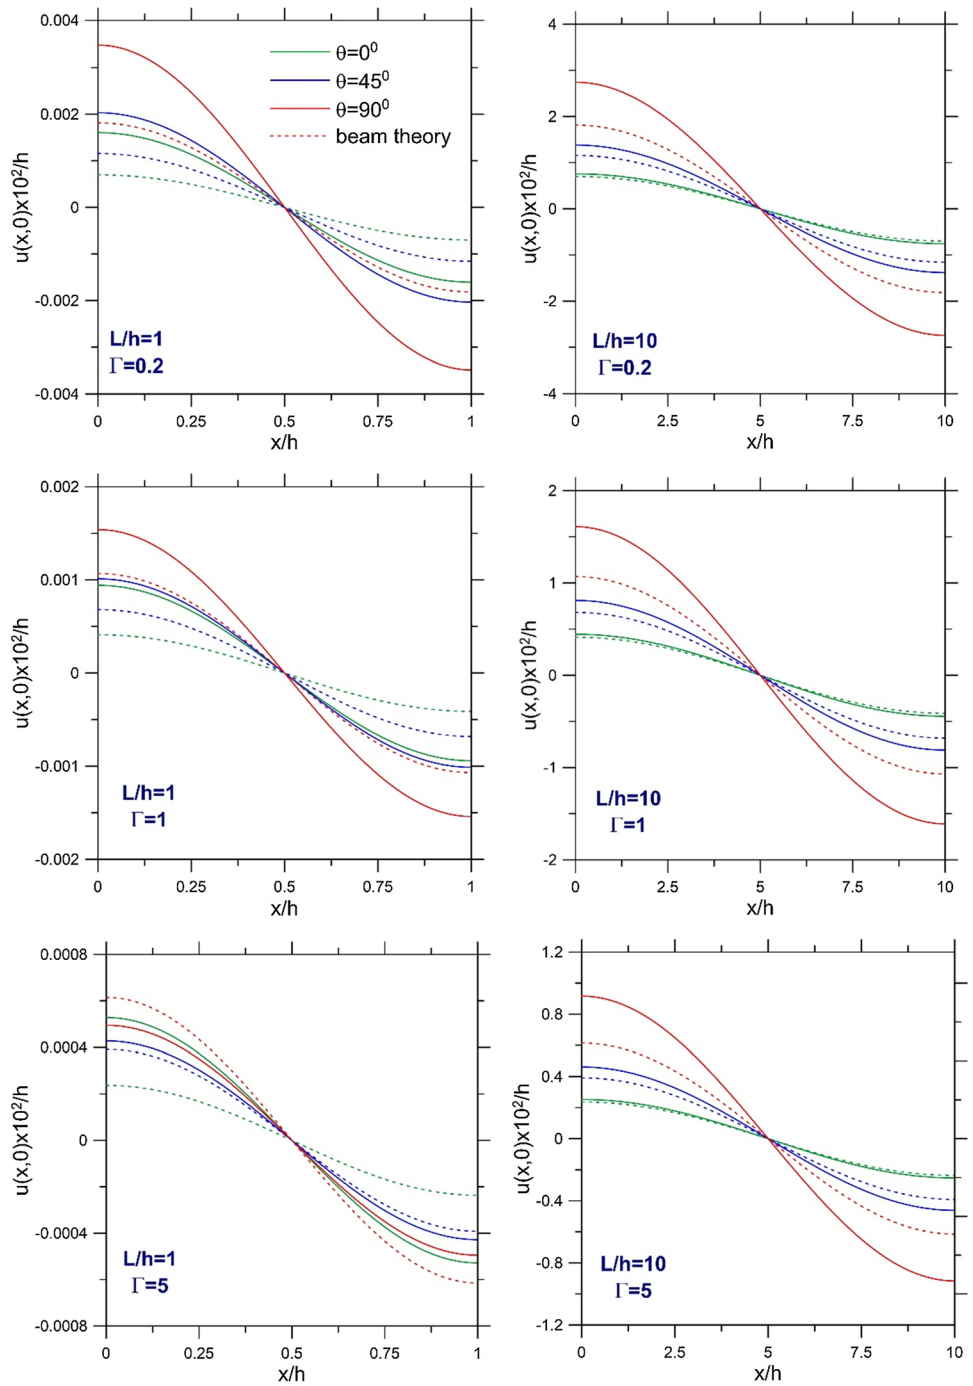 0.004
0.002
0
-0.002
-0.004
u(x,0)x10²/h
θ=0⁰
θ=45⁰
θ=90⁰
beam theory
L/h=1
Γ=0.2
0 0.25 0.5 0.75 1
x/h
4
2
0
-2
-4
u(x,0)x10²/h
L/h=10
Γ=0.2
0 2.5 5 7.5 10
x/h
0.002
0.001
0
-0.001
-0.002
u(x,0)x10²/h
L/h=1
Γ=1
0 0.25 0.5 0.75 1
x/h
2
1
0
-1
-2
u(x,0)x10²/h
L/h=10
Γ=1
0 2.5 5 7.5 10
x/h
0.0008
0.0004
0
-0.0004
-0.0008
u(x,0)x10²/h
L/h=1
Γ=5
0 0.25 0.5 0.75 1
x/h
1.2
0.8
0.4
0
-0.4
-0.8
-1.2
u(x,0)x10²/h
L/h=10
Γ=5
0 2.5 5 7.5 10
x/h